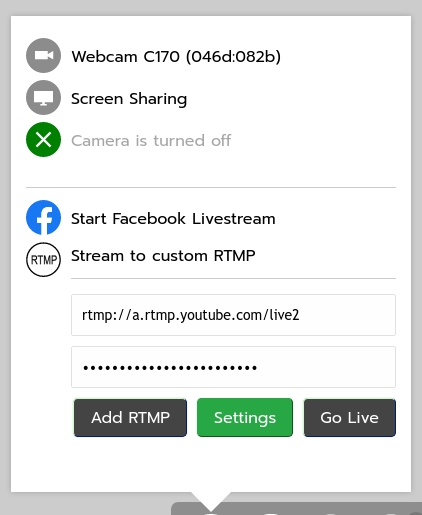 Webcam C170 (046d:082b)
Screen Sharing
Camera is turned off
Start Facebook Livestream
RTMP Stream to custom RTMP
rtmp://a.rtmp.youtube.com/live2
••••••••••••••••••••••••
Add RTMP Settings Go Live